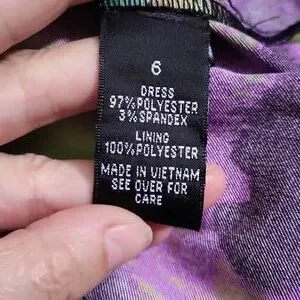 6
DRESS
97%POLYESTER
3%SPANDEX
LINING
100%POLYESTER
MADE IN VIETNAM
SEE OVER FOR
CARE